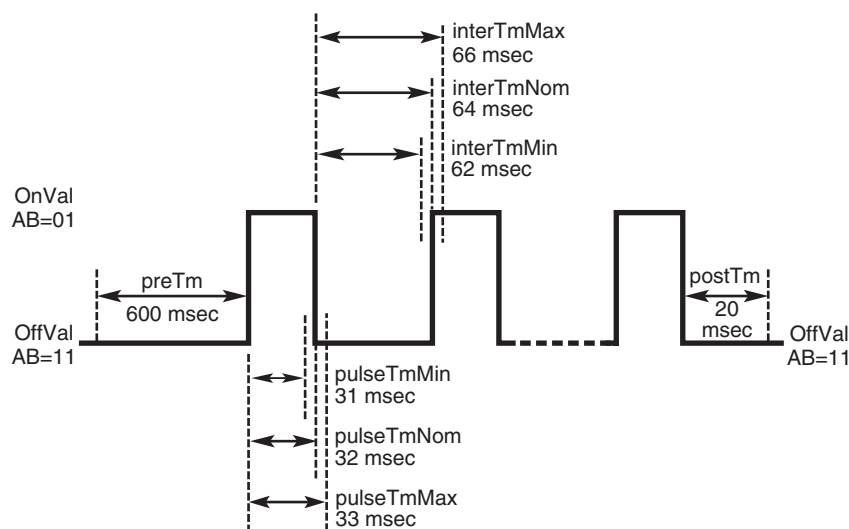 interTmMax
66 msec
interTmNom
64 msec
interTmMin
62 msec
OnVal
AB=01
preTm
600 msec
postTm
20
msec
OffVal
AB=11
OffVal
AB=11
pulseTmMin
31 msec
pulseTmNom
32 msec
pulseTmMax
33 msec